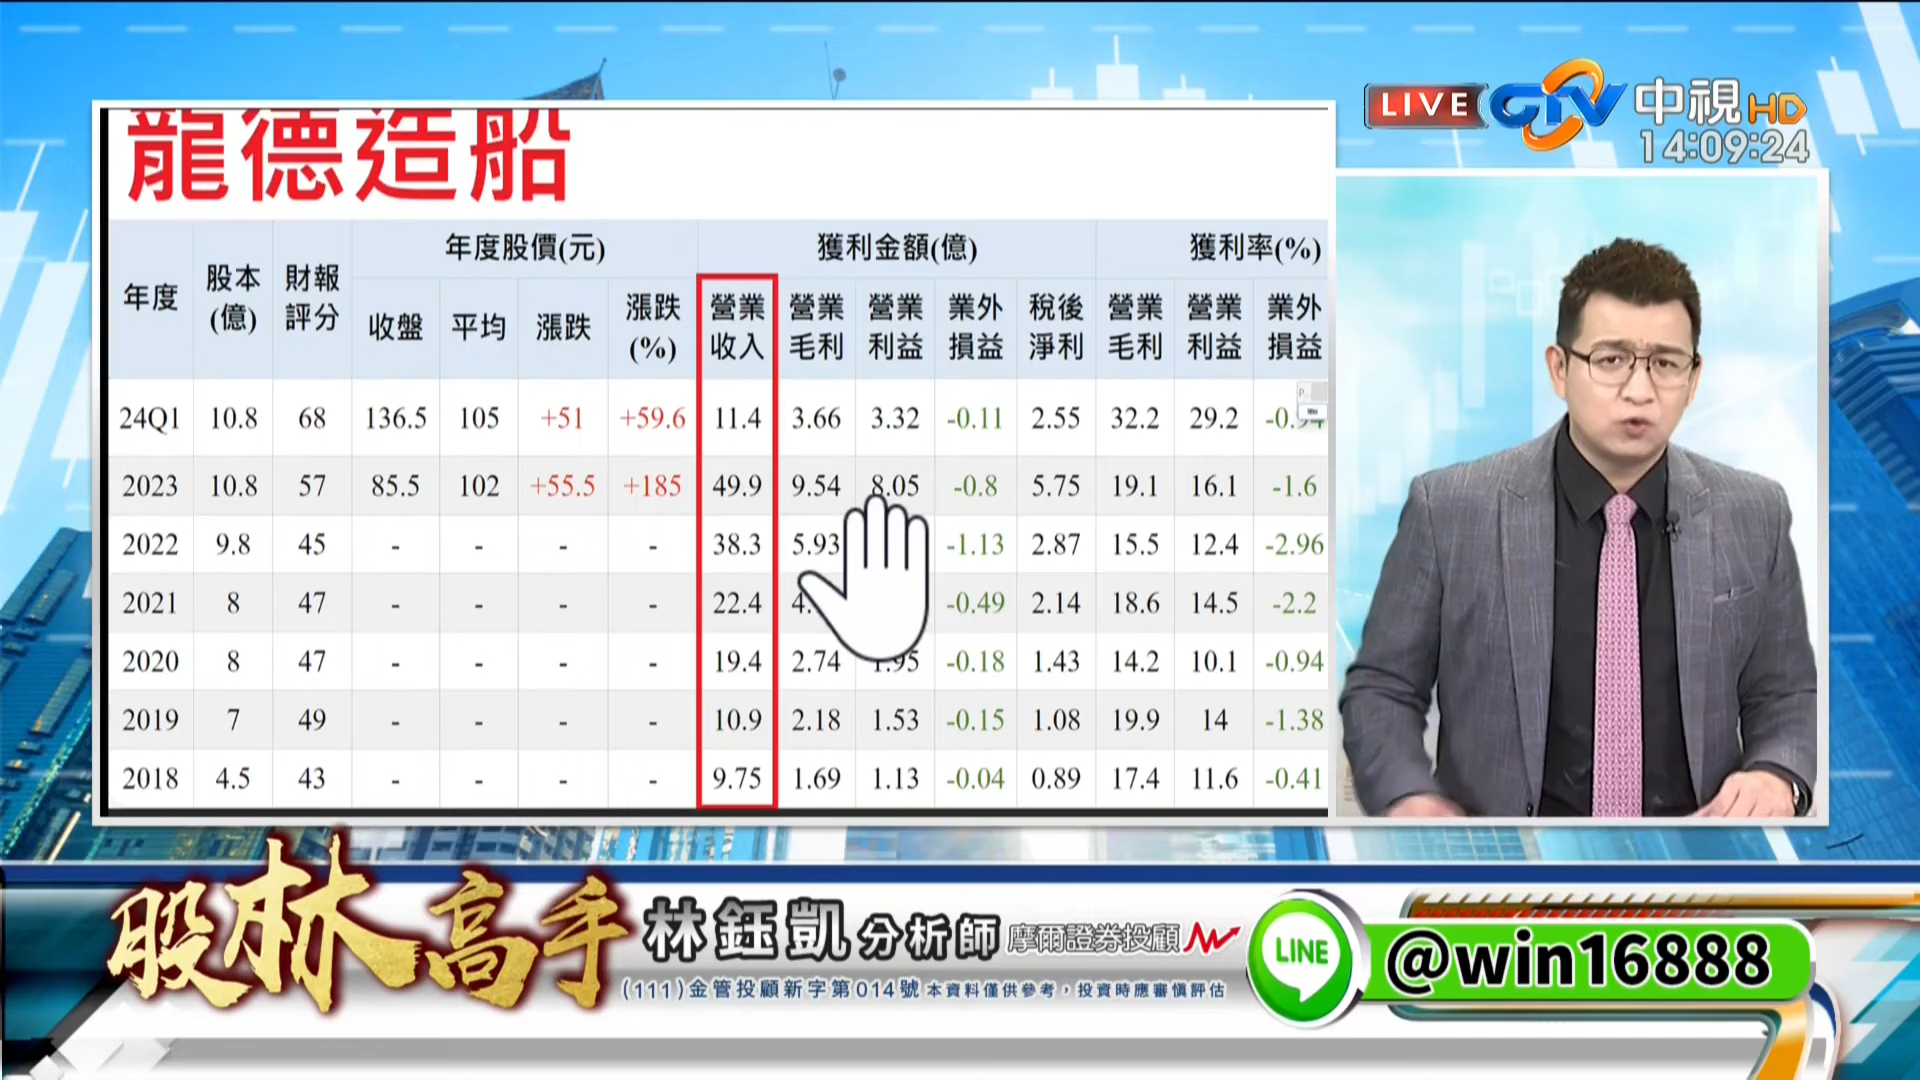 LIVE CTV 中視 HD
14:09:24
龍德造船
年度 股本(億) 財報評分 年度股價(元) 獲利金額(億) 獲利率(%)
收盤 平均 漲跌 漲跌(%) 營業收入 營業毛利 營業利益 業外損益 稅後淨利 營業毛利 營業利益 業外損益
24Q1 10.8 68 136.5 105 +51 +59.6 11.4 3.66 3.32 -0.11 2.55 32.2 29.2
2023 10.8 57 85.5 102 +55.5 +185 49.9 9.54 8.05 -0.8 5.75 19.1 16.1 -1.6
2022 9.8 45 - - - - 38.3 5.93 -1.13 2.87 15.5 12.4 -2.96
2021 8 47 - - - - 22.4 -0.49 2.14 18.6 14.5 -2.2
2020 8 47 - - - - 19.4 2.74 1.95 -0.18 1.43 14.2 10.1 -0.94
2019 7 49 - - - - 10.9 2.18 1.53 -0.15 1.08 19.9 14 -1.38
2018 4.5 43 - - - - 9.75 1.69 1.13 -0.04 0.89 17.4 11.6 -0.41
股林高手
林鈺凱 分析師 摩爾證券投顧
(111)金管投顧新字第014號 本資料僅供參考，投資時應審慎評估
LINE @win16888